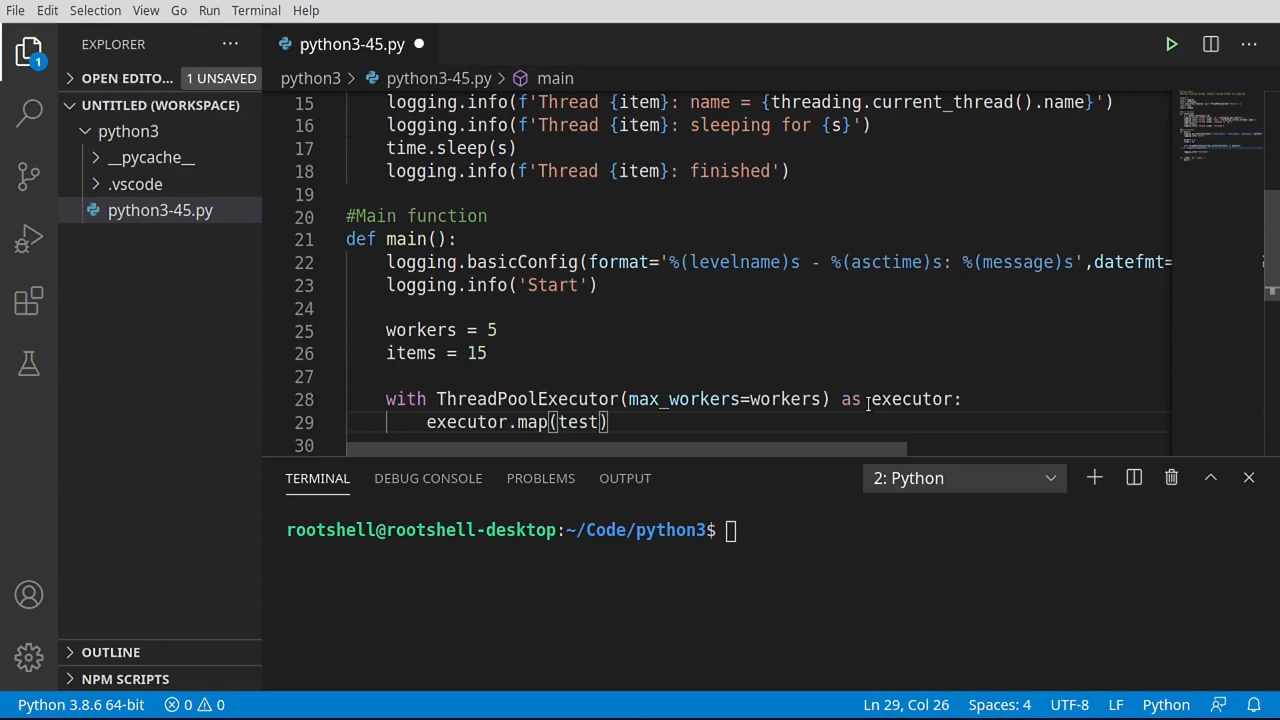 File Edit Selection View Go Run Terminal Help
1
EXPLORER
OPEN EDITO... 1 UNSAVED
UNTITLED (WORKSPACE)
python3
__pycache__
.vscode
python3-45.py
OUTLINE
NPM SCRIPTS
python3-45.py
python3 > python3-45.py > main
15 logging.info(f'Thread {item}: name = {threading.current_thread().name}')
16 logging.info(f'Thread {item}: sleeping for {s}')
17 time.sleep(s)
18 logging.info(f'Thread {item}: finished')
19
20 #Main function
21 def main():
22 logging.basicConfig(format='%(levelname)s - %(asctime)s: %(message)s',datefmt=
23 logging.info('Start')
24
25 workers = 5
26 items = 15
27
28 with ThreadPoolExecutor(max_workers=workers) as executor:
29 executor.map(test)
30
TERMINAL DEBUG CONSOLE PROBLEMS OUTPUT 2: Python
rootshell@rootshell-desktop:~/Code/python3$
Python 3.8.6 64-bit 0 0 Ln 29, Col 26 Spaces: 4 UTF-8 LF Python